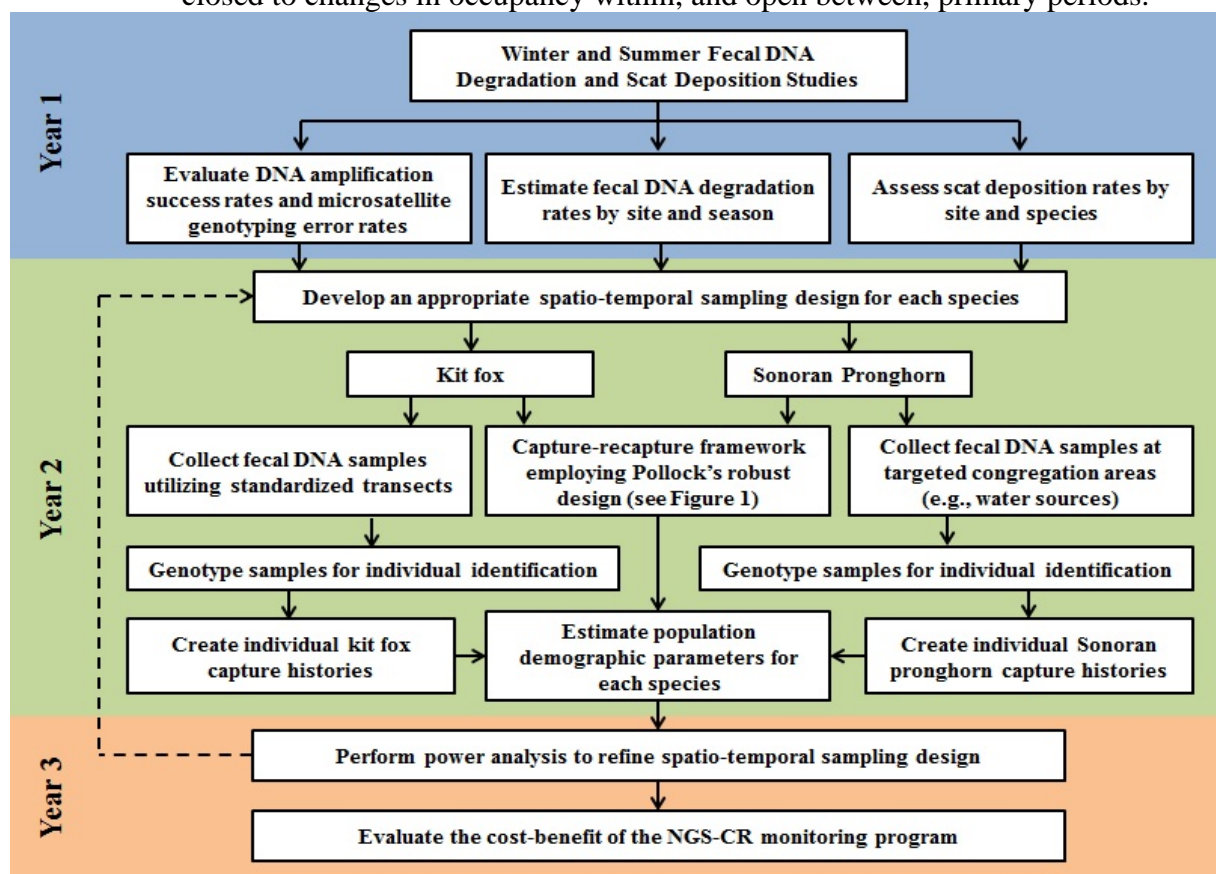 closed to changes in occupancy within, and open between, primary periods.
Year 1
Winter and Summer Fecal DNA
Degradation and Scat Deposition Studies
Evaluate DNA amplification
success rates and microsatellite
genotyping error rates
Estimate fecal DNA degradation
rates by site and season
Assess scat deposition rates by
site and species
Year 2
Develop an appropriate spatio-temporal sampling design for each species
Kit fox
Sonoran Pronghorn
Collect fecal DNA samples
utilizing standardized transects
Capture-recapture framework
employing Pollock's robust
design (see Figure 1)
Collect fecal DNA samples at
targeted congregation areas
(e.g., water sources)
Genotype samples for individual identification
Genotype samples for individual identification
Create individual kit fox
capture histories
Estimate population
demographic parameters for
each species
Create individual Sonoran
pronghorn capture histories
Year 3
Perform power analysis to refine spatio-temporal sampling design
Evaluate the cost-benefit of the NGS-CR monitoring program